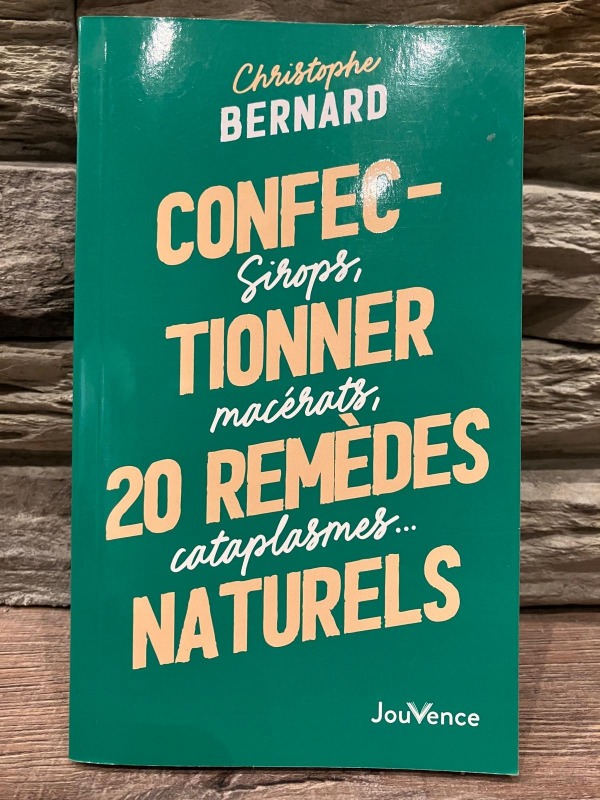 Christophe
BERNARD
CONFEC-
Sirops,
TIONNER
macérats,
20 REMÈDES
cataplasmes...
NATURELS
Jouvence